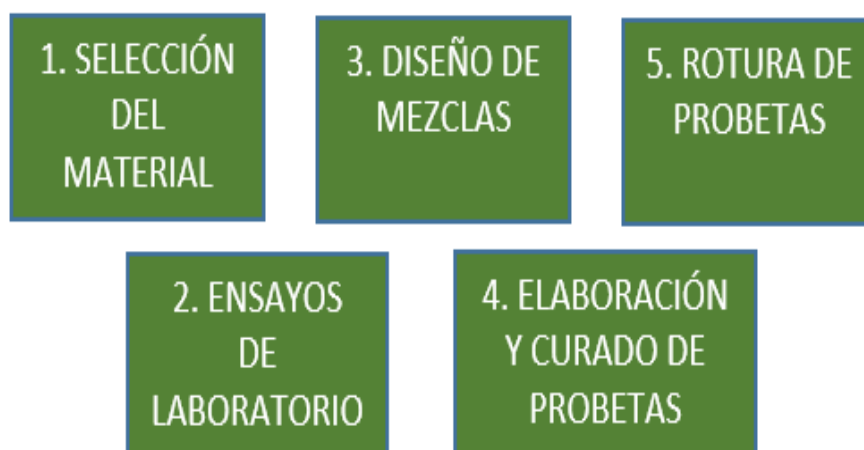 1. SELECCIÓN
DEL
MATERIAL
2. ENSAYOS
DE
LABORATORIO
3. DISEÑO DE
MEZCLAS
4. ELABORACIÓN
Y CURADO DE
PROBETAS
5. ROTURA DE
PROBETAS